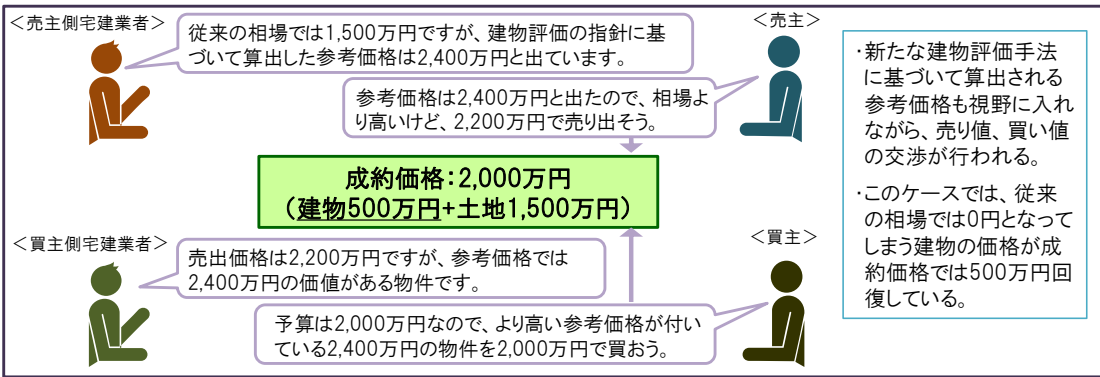 ＜売主側宅建業者＞
従来の相場では1,500万円ですが、建物評価の指針に基
づいて算出した参考価格は2,400万円と出ています。
＜売主＞
参考価格は2,400万円と出たので、相場よ
り高いけど、2,200万円で売り出そう。
成約価格：2,000万円
（建物500万円+土地1,500万円）
＜買主側宅建業者＞
売出価格は2,200万円ですが、参考価格では
2,400万円の価値がある物件です。
＜買主＞
予算は2,000万円なので、より高い参考価格が付い
ている2,400万円の物件を2,000万円で買おう。
・新たな建物評価手法
に基づいて算出される
参考価格も視野に入れ
ながら、売り値、買い値
の交渉が行われる。
・このケースでは、従来
の相場では0円となって
しまう建物の価格が成
約価格では500万円回
復している。